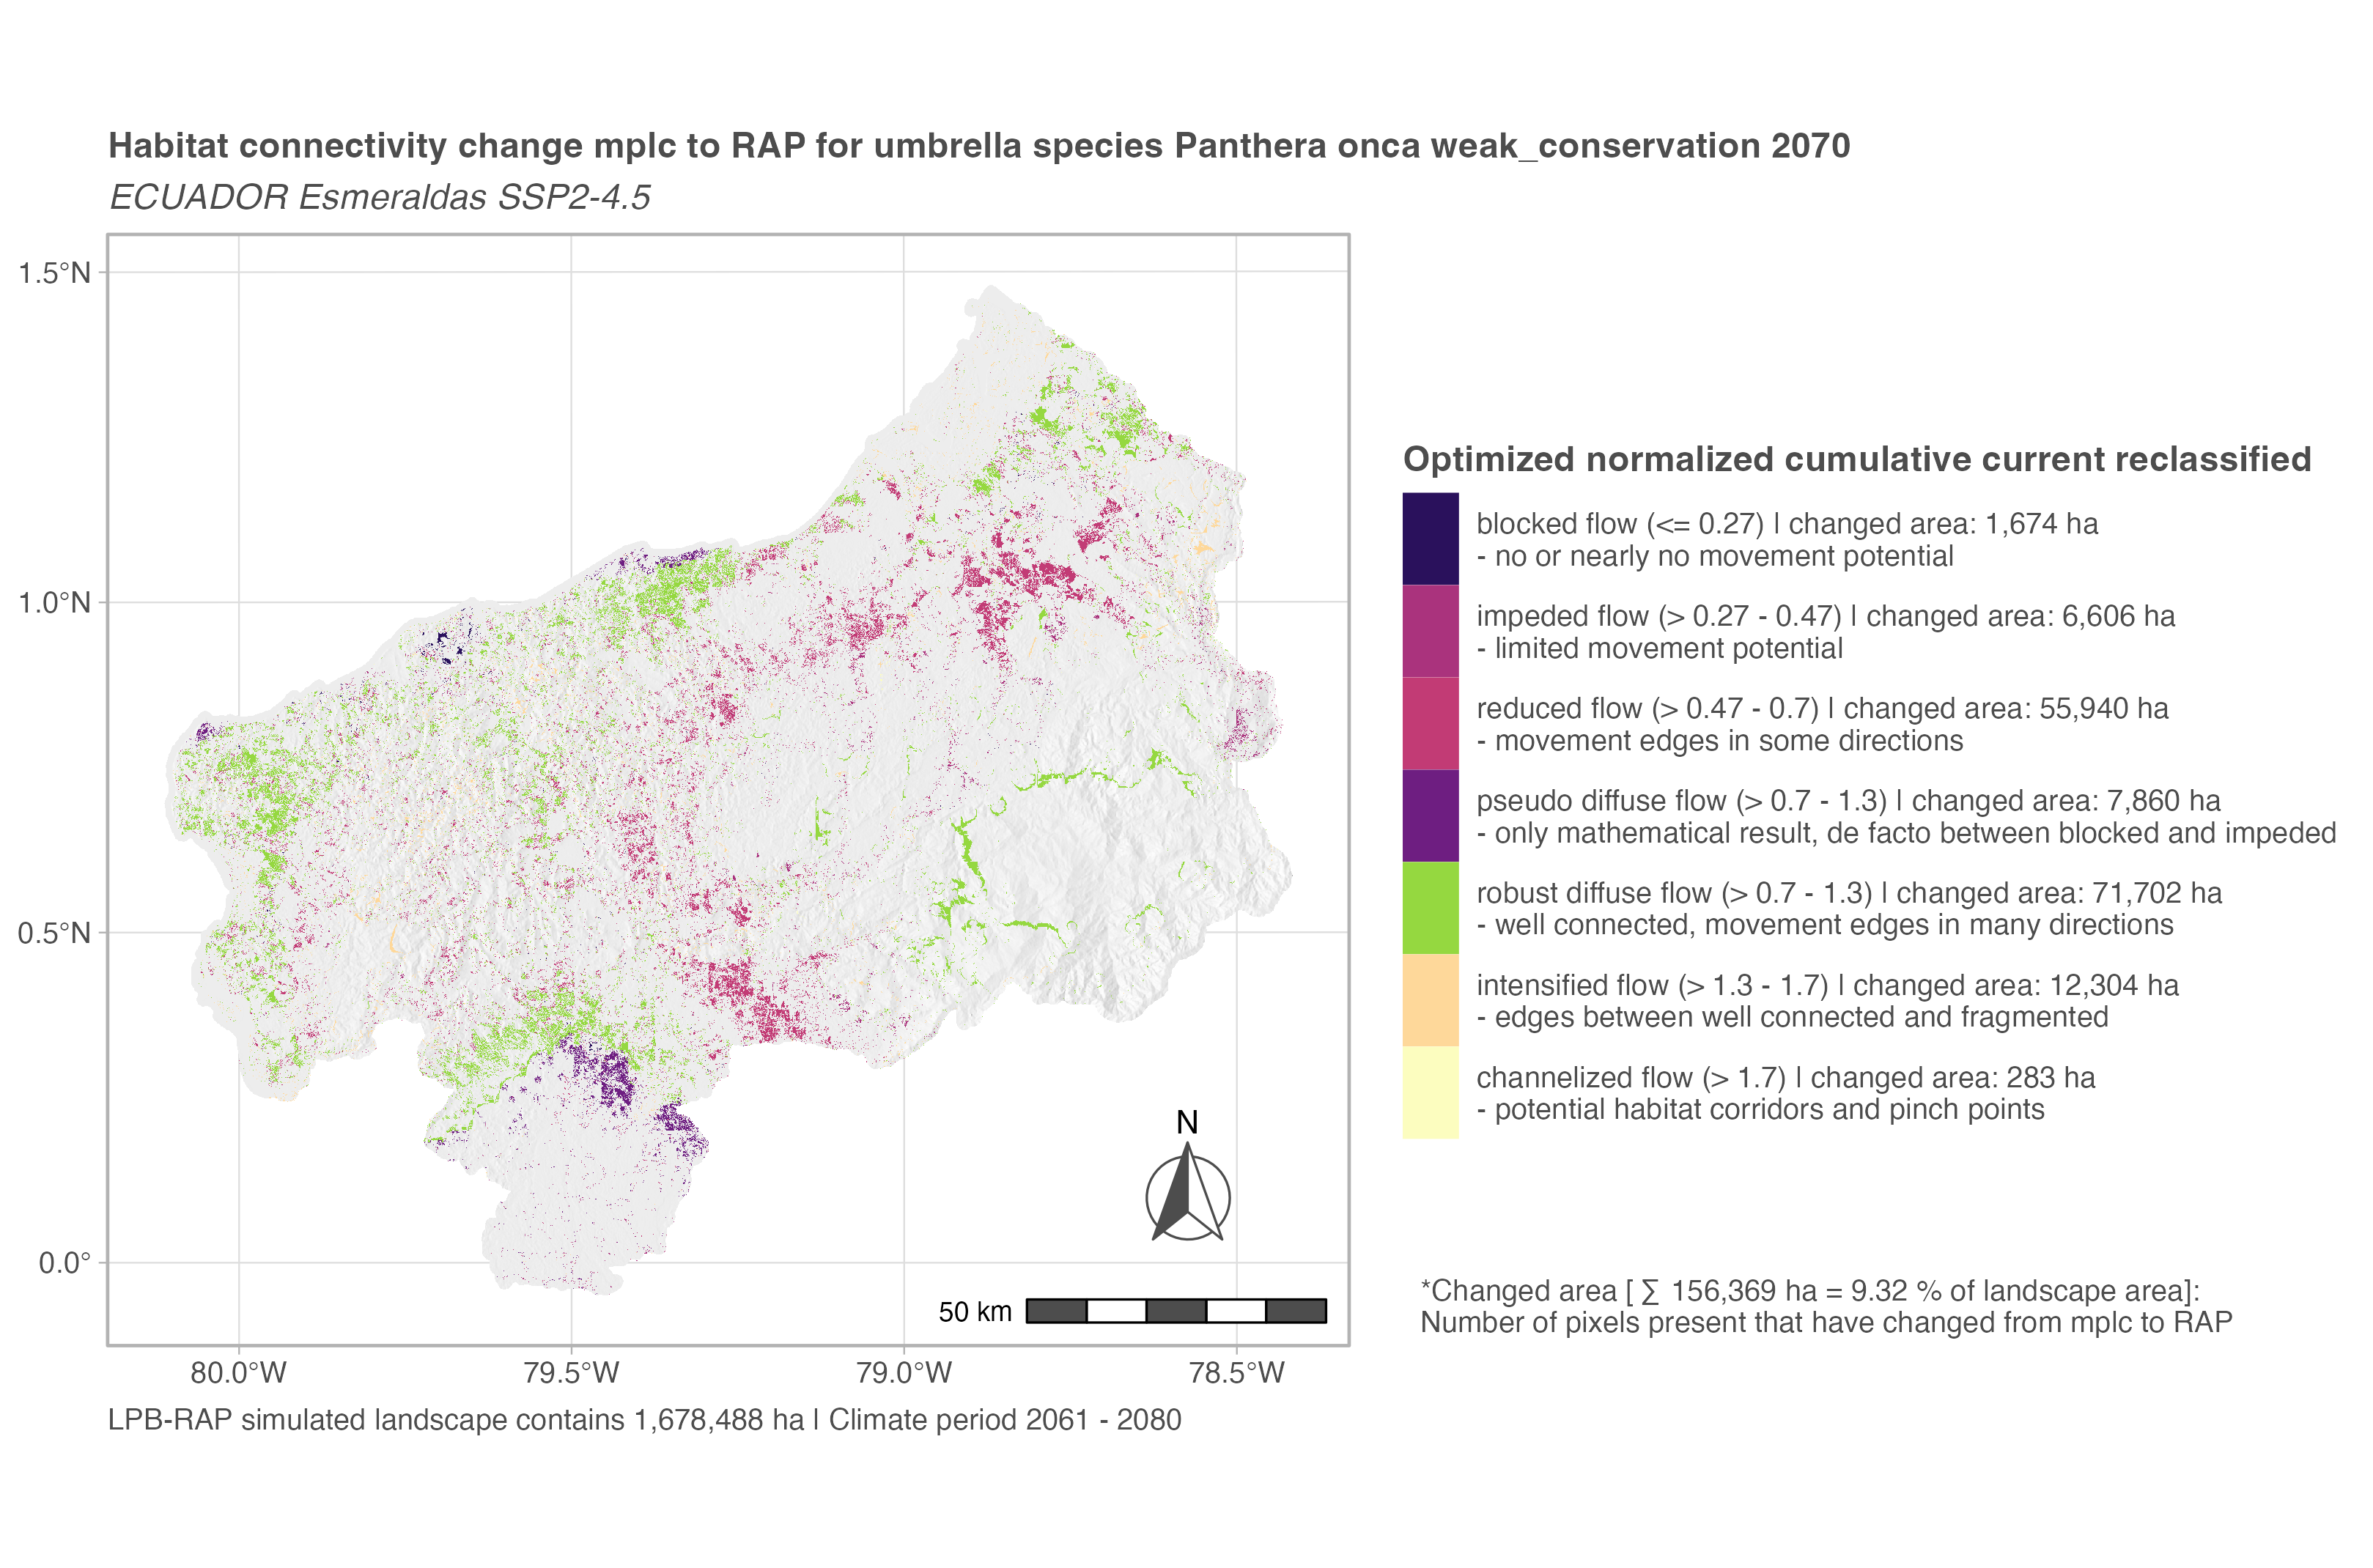 Habitat connectivity change mplc to RAP for umbrella species Panthera onca weak_conservation 2070
ECUADOR Esmeraldas SSP2-4.5
1.5°N
1.0°N
0.5°N
0.0°
80.0°W
79.5°W
79.0°W
78.5°W
N
50 km
LPB-RAP simulated landscape contains 1,678,488 ha | Climate period 2061 - 2080
Optimized normalized cumulative current reclassified
blocked flow (<= 0.27) | changed area: 1,674 ha
- no or nearly no movement potential
impeded flow (> 0.27 - 0.47) | changed area: 6,606 ha
- limited movement potential
reduced flow (> 0.47 - 0.7) | changed area: 55,940 ha
- movement edges in some directions
pseudo diffuse flow (> 0.7 - 1.3) | changed area: 7,860 ha
- only mathematical result, de facto between blocked and impeded
robust diffuse flow (> 0.7 - 1.3) | changed area: 71,702 ha
- well connected, movement edges in many directions
intensified flow (> 1.3 - 1.7) | changed area: 12,304 ha
- edges between well connected and fragmented
channelized flow (> 1.7) | changed area: 283 ha
- potential habitat corridors and pinch points
*Changed area [ ∑ 156,369 ha = 9.32 % of landscape area]:
Number of pixels present that have changed from mplc to RAP